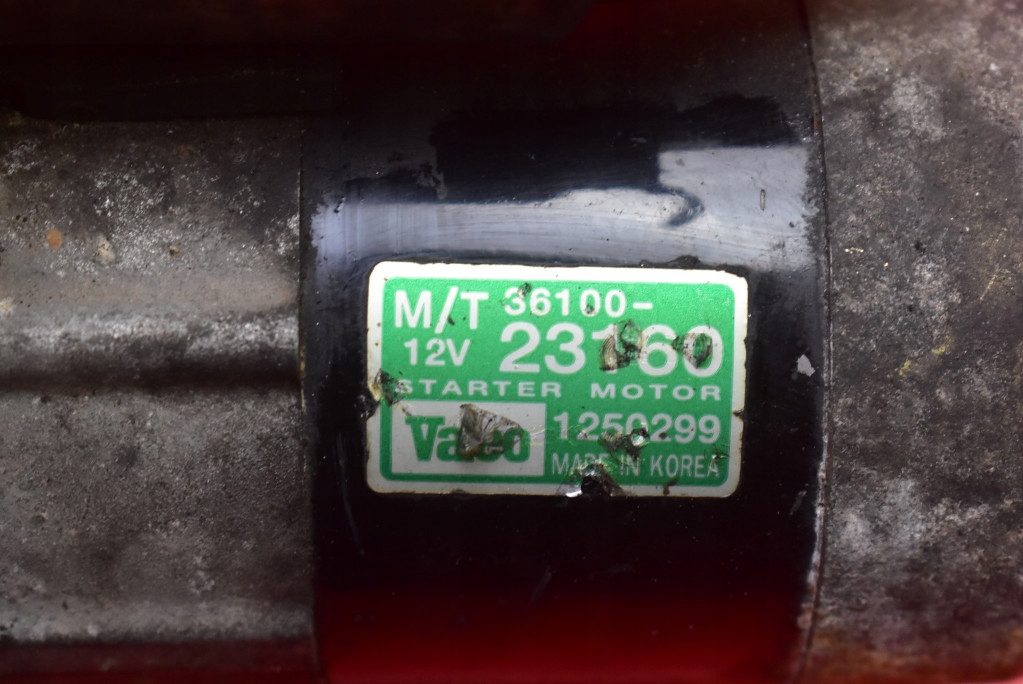 M/T 36100-
12V 23160
STARTER MOTOR
Valeo 1250299
MADE IN KOREA